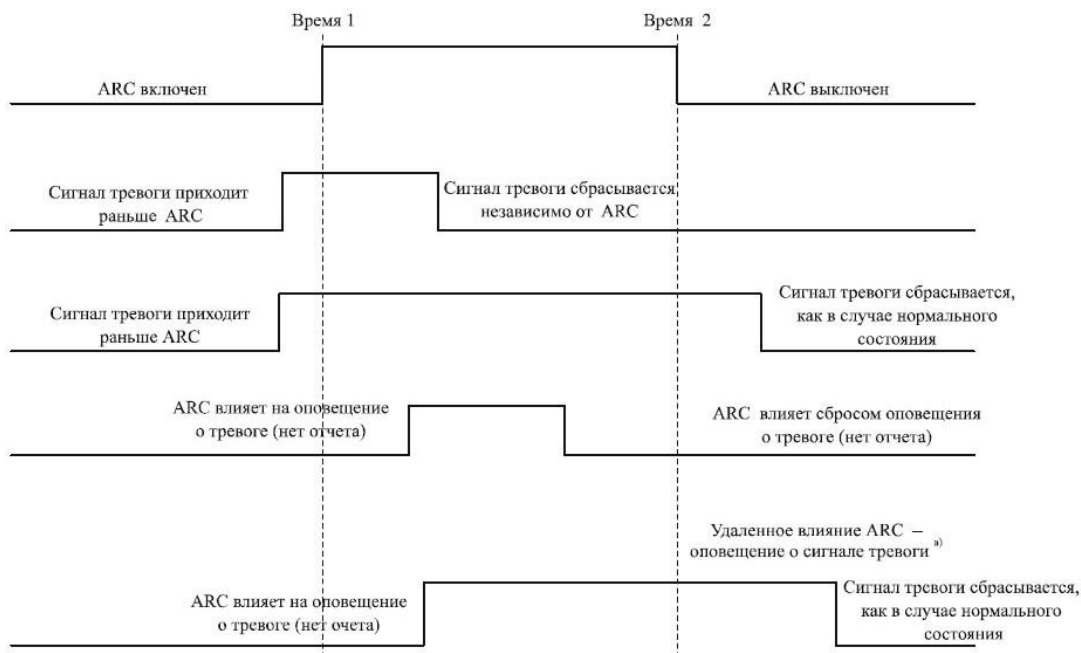 Время 1
Время 2
ARC включен
ARC выключен
Сигнал тревоги приходит
раньше ARC
Сигнал тревоги сбрасывается
независимо от ARC
Сигнал тревоги приходит
раньше ARC
Сигнал тревоги сбрасывается,
как в случае нормального
состояния
ARC влияет на оповещение
о тревоге (нет отчета)
ARC влияет сбросом оповещения
о тревоге (нет отчета)
Удаленное влияние ARC –
оповещение о сигнале тревоги а)
ARC влияет на оповещение
о тревоге (нет очета)
Сигнал тревоги сбрасывается,
как в случае нормального
состояния